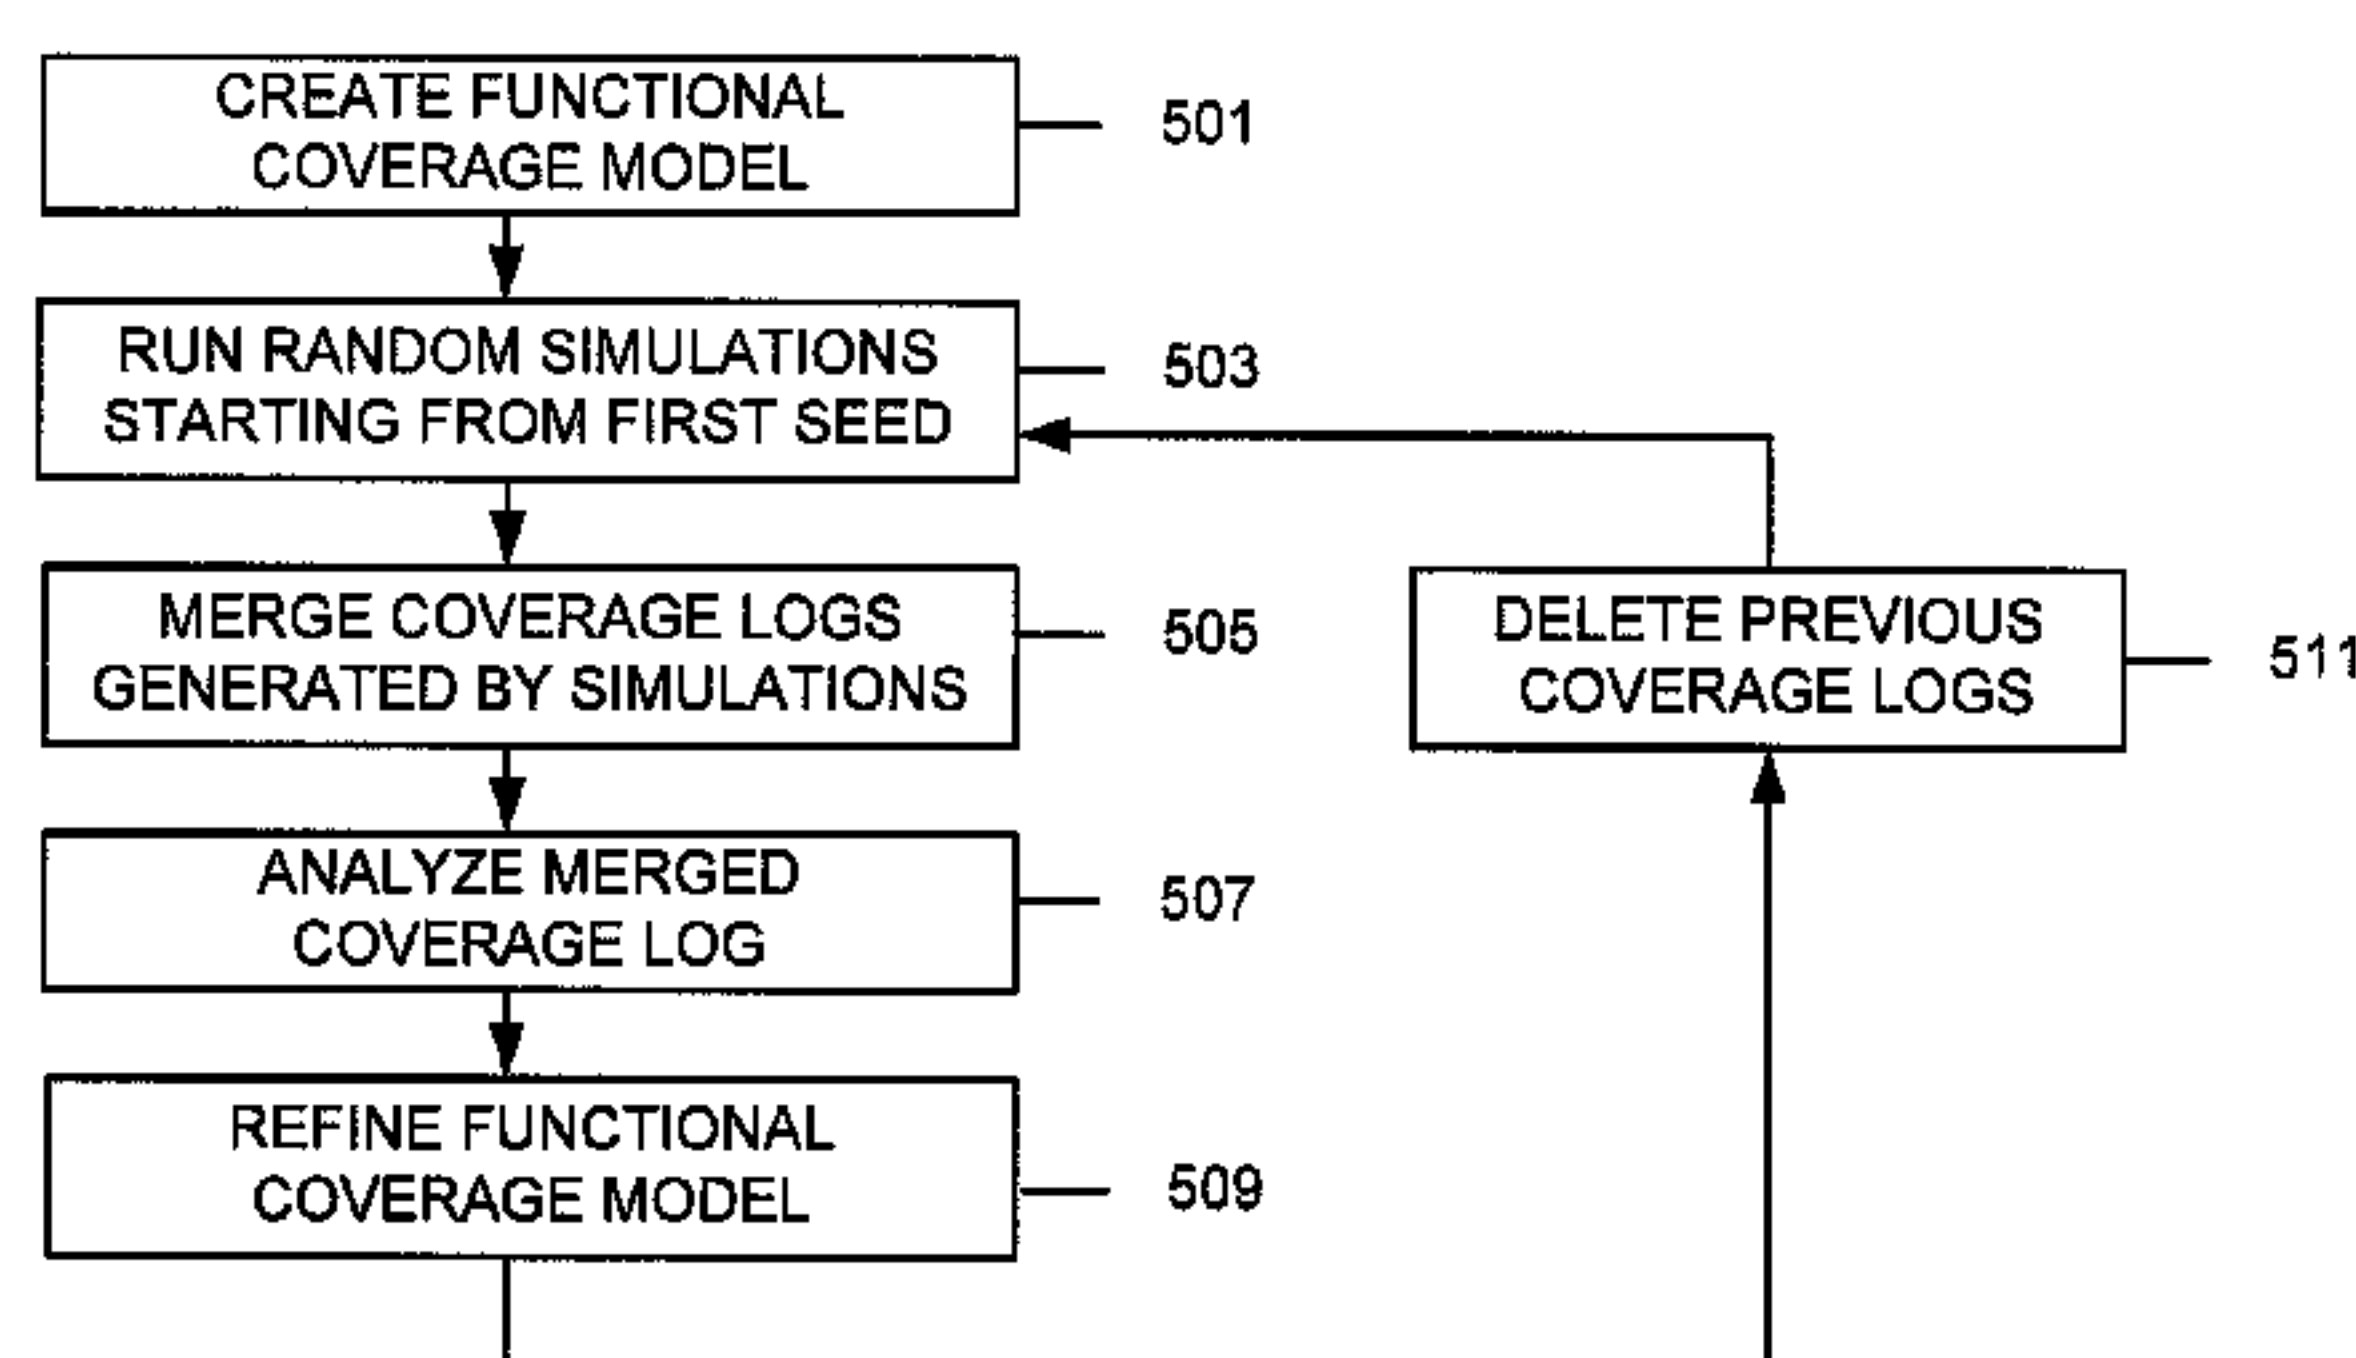 CREATE FUNCTIONAL
COVERAGE MODEL
501
RUN RANDOM SIMULATIONS
STARTING FROM FIRST SEED
503
MERGE COVERAGE LOGS
GENERATED BY SIMULATIONS
505
DELETE PREVIOUS
COVERAGE LOGS
511
ANALYZE MERGED
COVERAGE LOG
507
REFINE FUNCTIONAL
COVERAGE MODEL
509